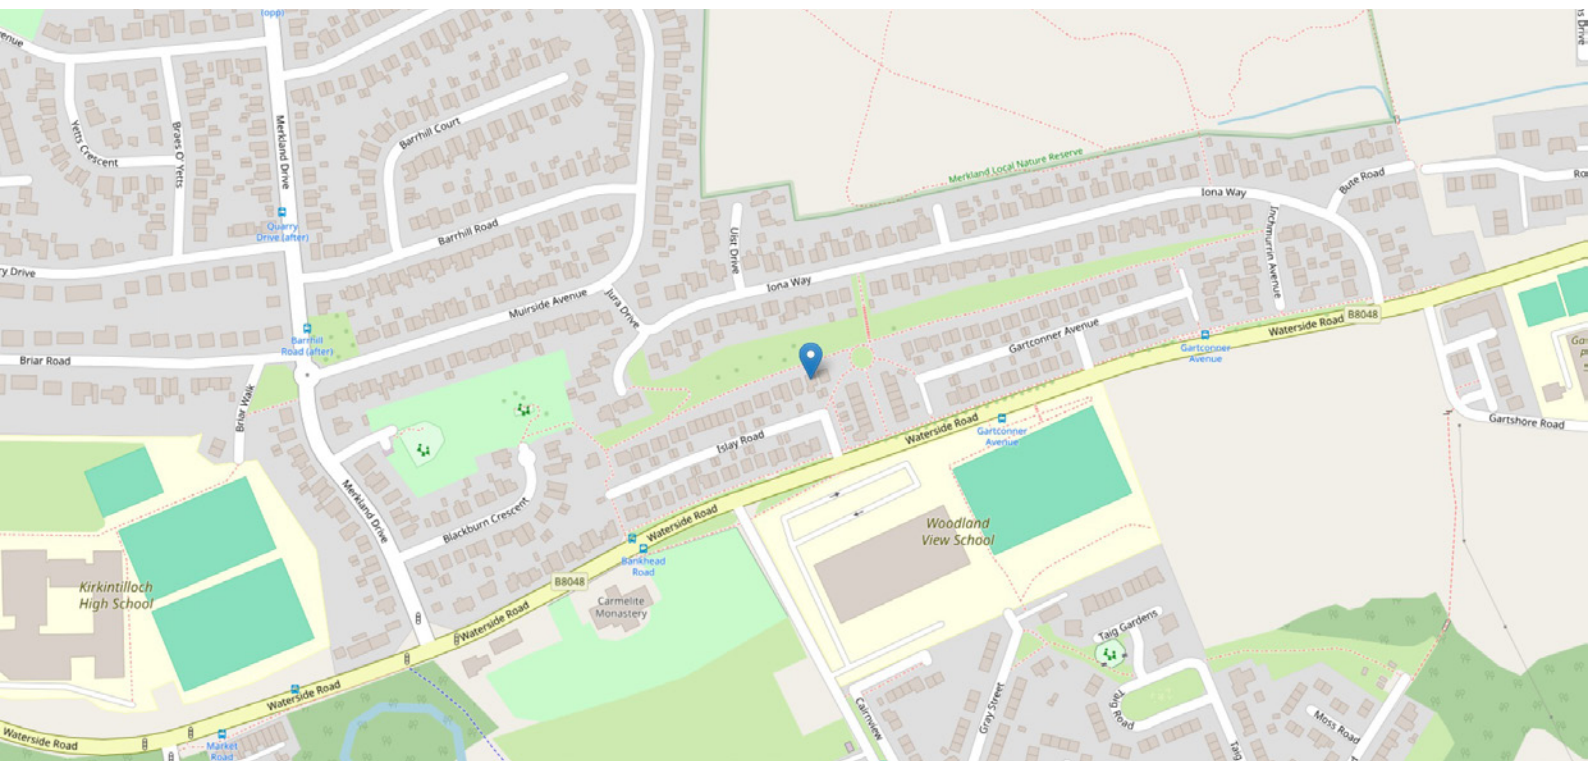 (opp)
Yetts Crescent
Braes O' Yetts
Merkland Drive
Barrhill Court
Quarry
Drive (after)
Barrhill Road
Merkland Local Nature Reserve
Uist Drive
Iona Way
Bute Road
Inchmurrin Avenue
Iona Way
Muirside Avenue
Jura Drive
Barrhill
Road (after)
Briar Road
Briar Walk
Gartconner Avenue
Gartconner
Avenue
Waterside Road
B8048
Gartshore Road
Islay Road
Waterside Road
Gartconner
Avenue
Merkland Drive
Blackburn Crescent
Waterside Road
Bankhead
Road
B8048
Woodland
View School
Kirkintilloch
High School
Carmelite
Monastery
Waterside Road
Taig Gardens
Waterside Road
Waterside Road
Market
Road
Cairnview
Gray Street
Taig Road
Taig
Moss Road